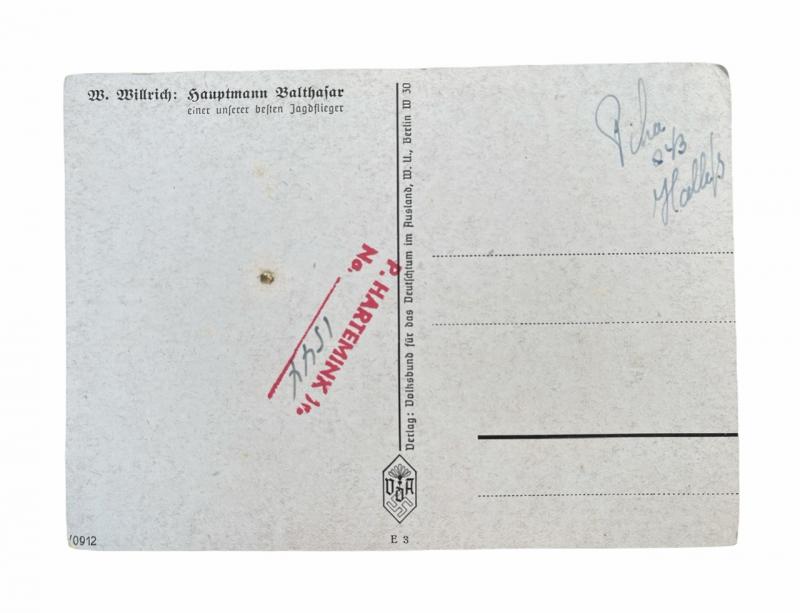 W. Willrich: Hauptmann Balthasar
einer unserer besten Jagdflieger
Verlag: Volksbund für das Deutschtum im Ausland, W. U., Berlin W 30
P. HARTEMINK Jr.
No.
VDA
/0912
E 3